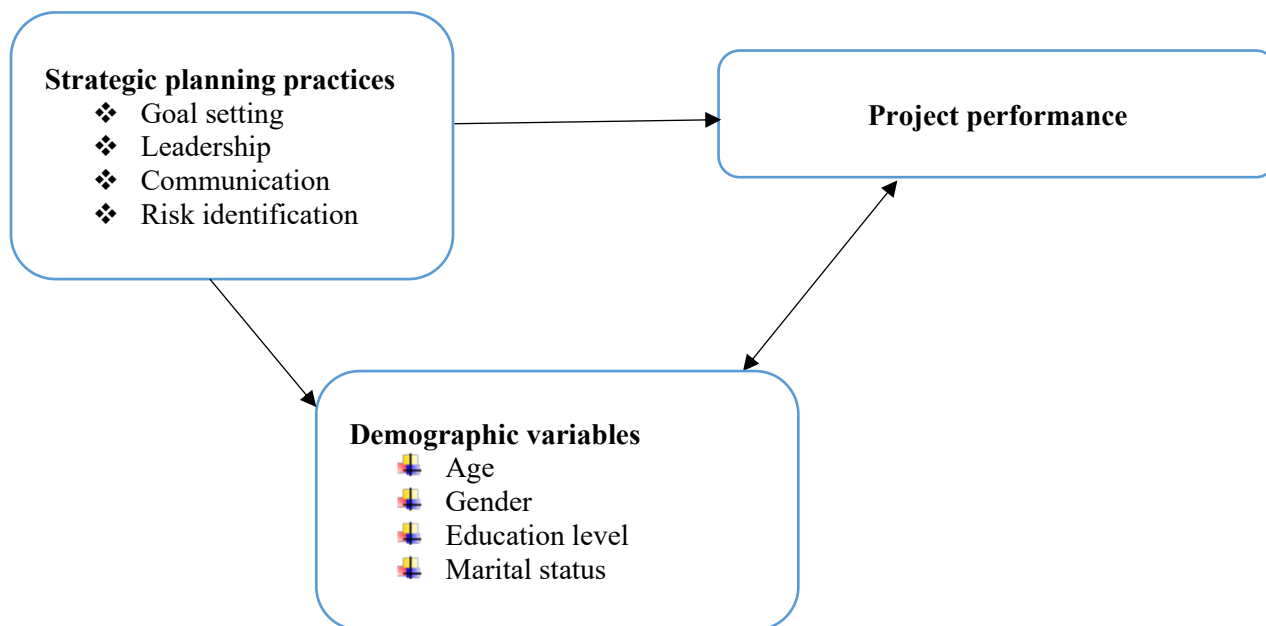 Strategic planning practices
❖ Goal setting
❖ Leadership
❖ Communication
❖ Risk identification
Project performance
Demographic variables
Age
Gender
Education level
Marital status